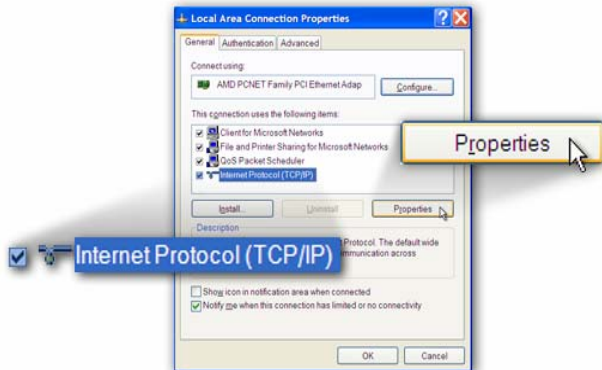 Local Area Connection Properties
General Authentication Advanced
Connect using:
AMD PCNET Family PCI Ethernet Adap
Configure...
This connection uses the following items:
Client for Microsoft Networks
File and Printer Sharing for Microsoft Networks
QoS Packet Scheduler
Internet Protocol (TCP/IP)
Properties
Install... Uninstall Properties
Description
Protocol. The default wide
communication across
Internet Protocol (TCP/IP)
Show icon in notification area when connected
Notify me when this connection has limited or no connectivity
OK Cancel